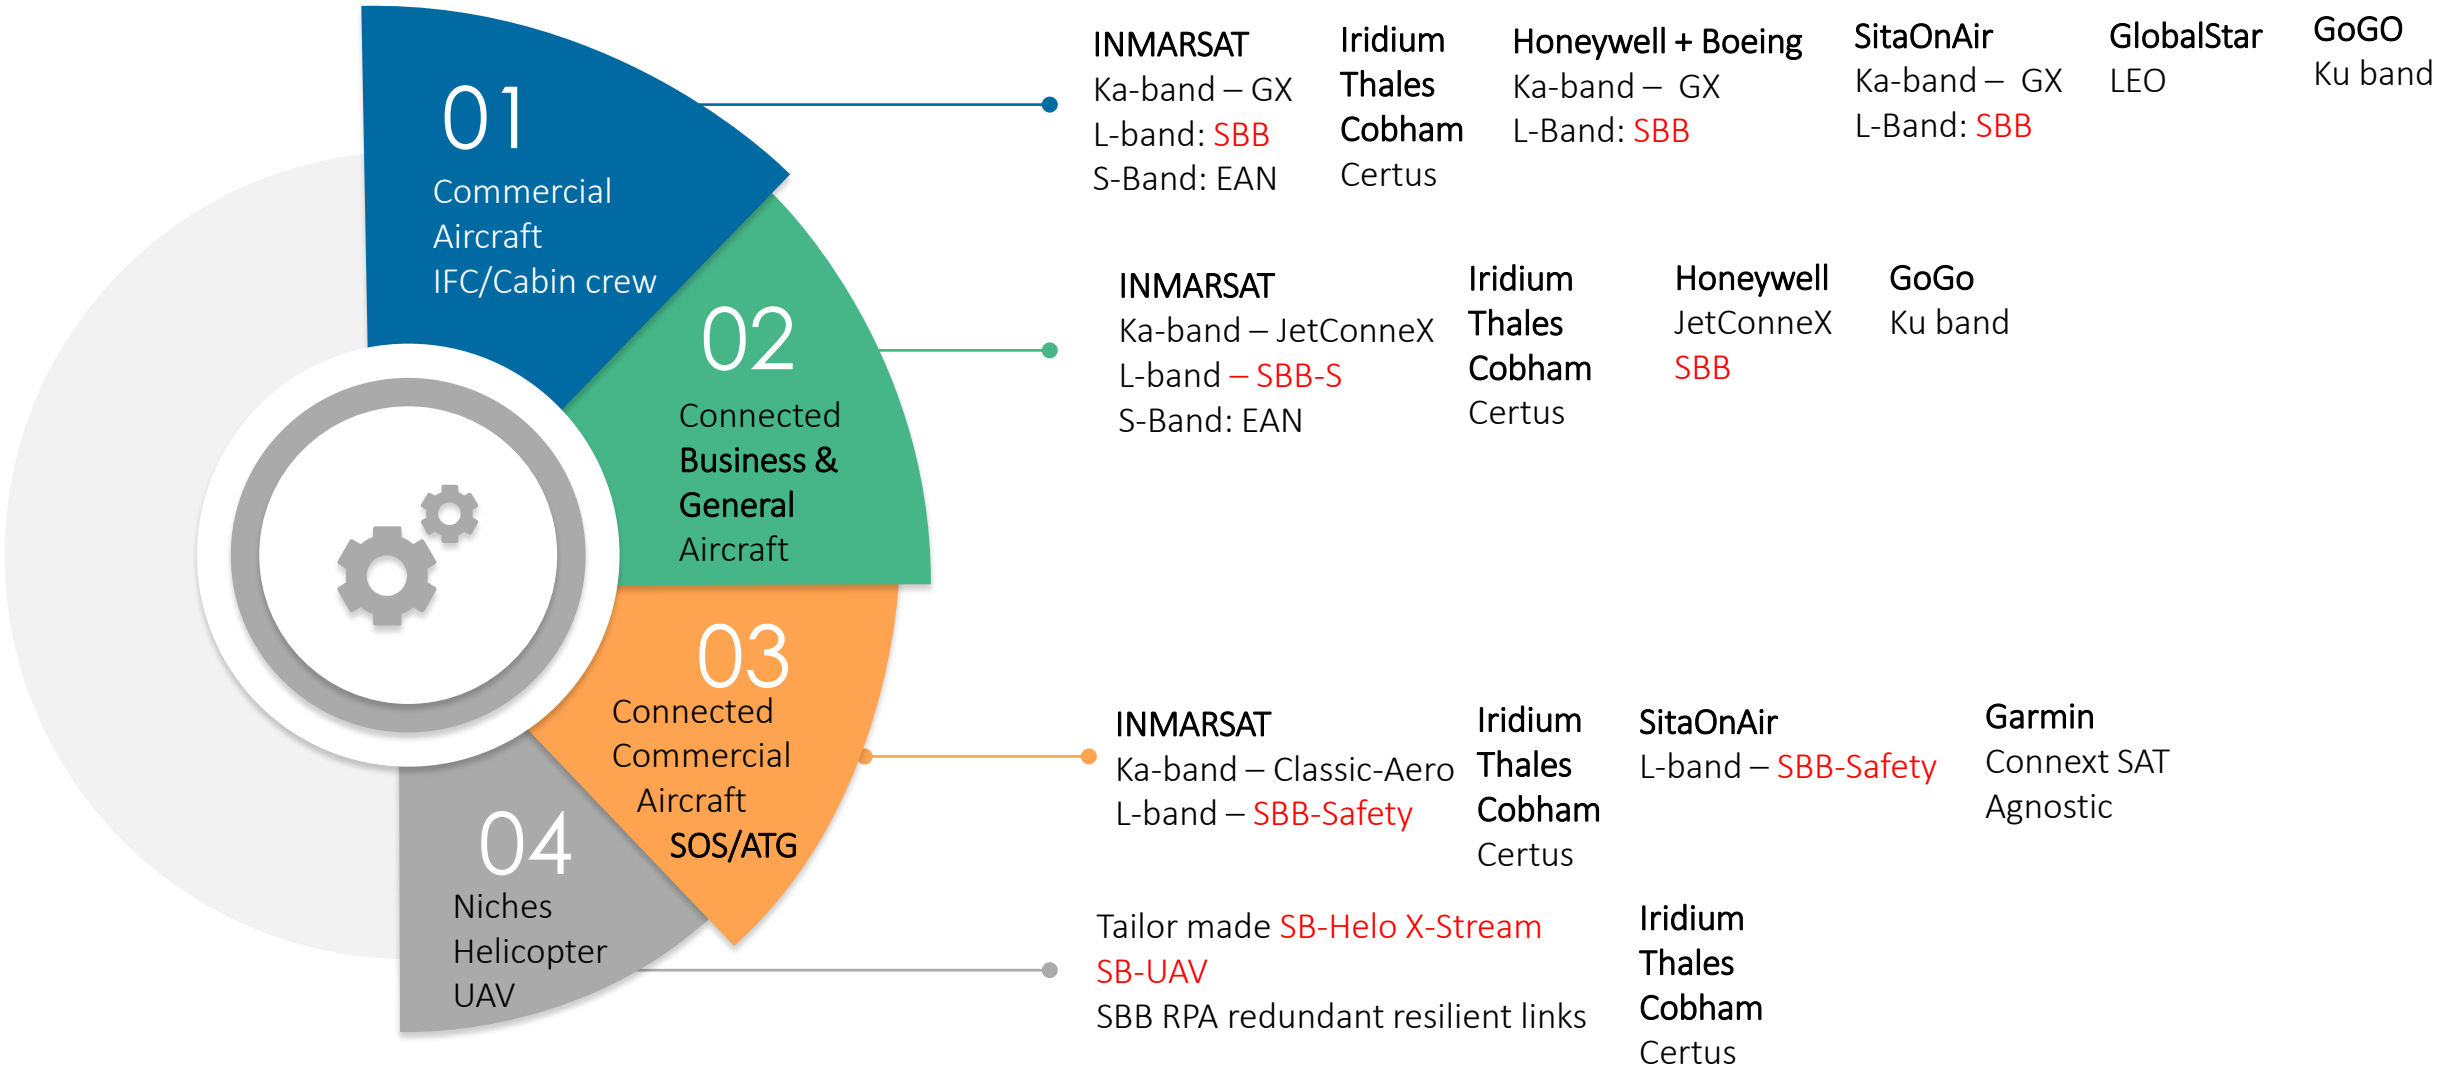 01
Commercial
Aircraft
IFC/Cabin crew
INMARSAT
Ka-band – GX
L-band: SBB
S-Band: EAN
Iridium
Thales
Cobham
Certus
Honeywell + Boeing
Ka-band – GX
L-Band: SBB
SitaOnAir
Ka-band – GX
L-Band: SBB
GlobalStar
LEO
GoGO
Ku band
02
Connected
Business &
General
Aircraft
INMARSAT
Ka-band – JetConneX
L-band – SBB-S
S-Band: EAN
Iridium
Thales
Cobham
Certus
Honeywell
JetConneX
SBB
GoGo
Ku band
03
Connected
Commercial
Aircraft
SOS/ATG
INMARSAT
Ka-band – Classic-Aero
L-band – SBB-Safety
Iridium
Thales
Cobham
Certus
SitaOnAir
L-band – SBB-Safety
Garmin
Connext SAT
Agnostic
04
Niches
Helicopter
UAV
Tailor made SB-Helo X-Stream
SB-UAV
SBB RPA redundant resilient links
Iridium
Thales
Cobham
Certus